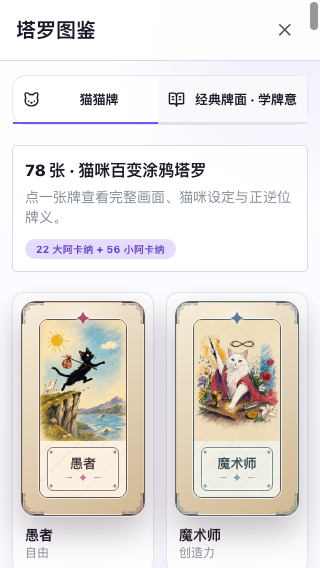 塔罗图鉴
猫猫牌
经典牌面 · 学牌意
78 张 · 猫咪百变涂鸦塔罗
点一张牌查看完整画面、猫咪设定与正逆位
牌义。
22 大阿卡纳 + 56 小阿卡纳
愚者
魔术师
愚者
自由
魔术师
创造力